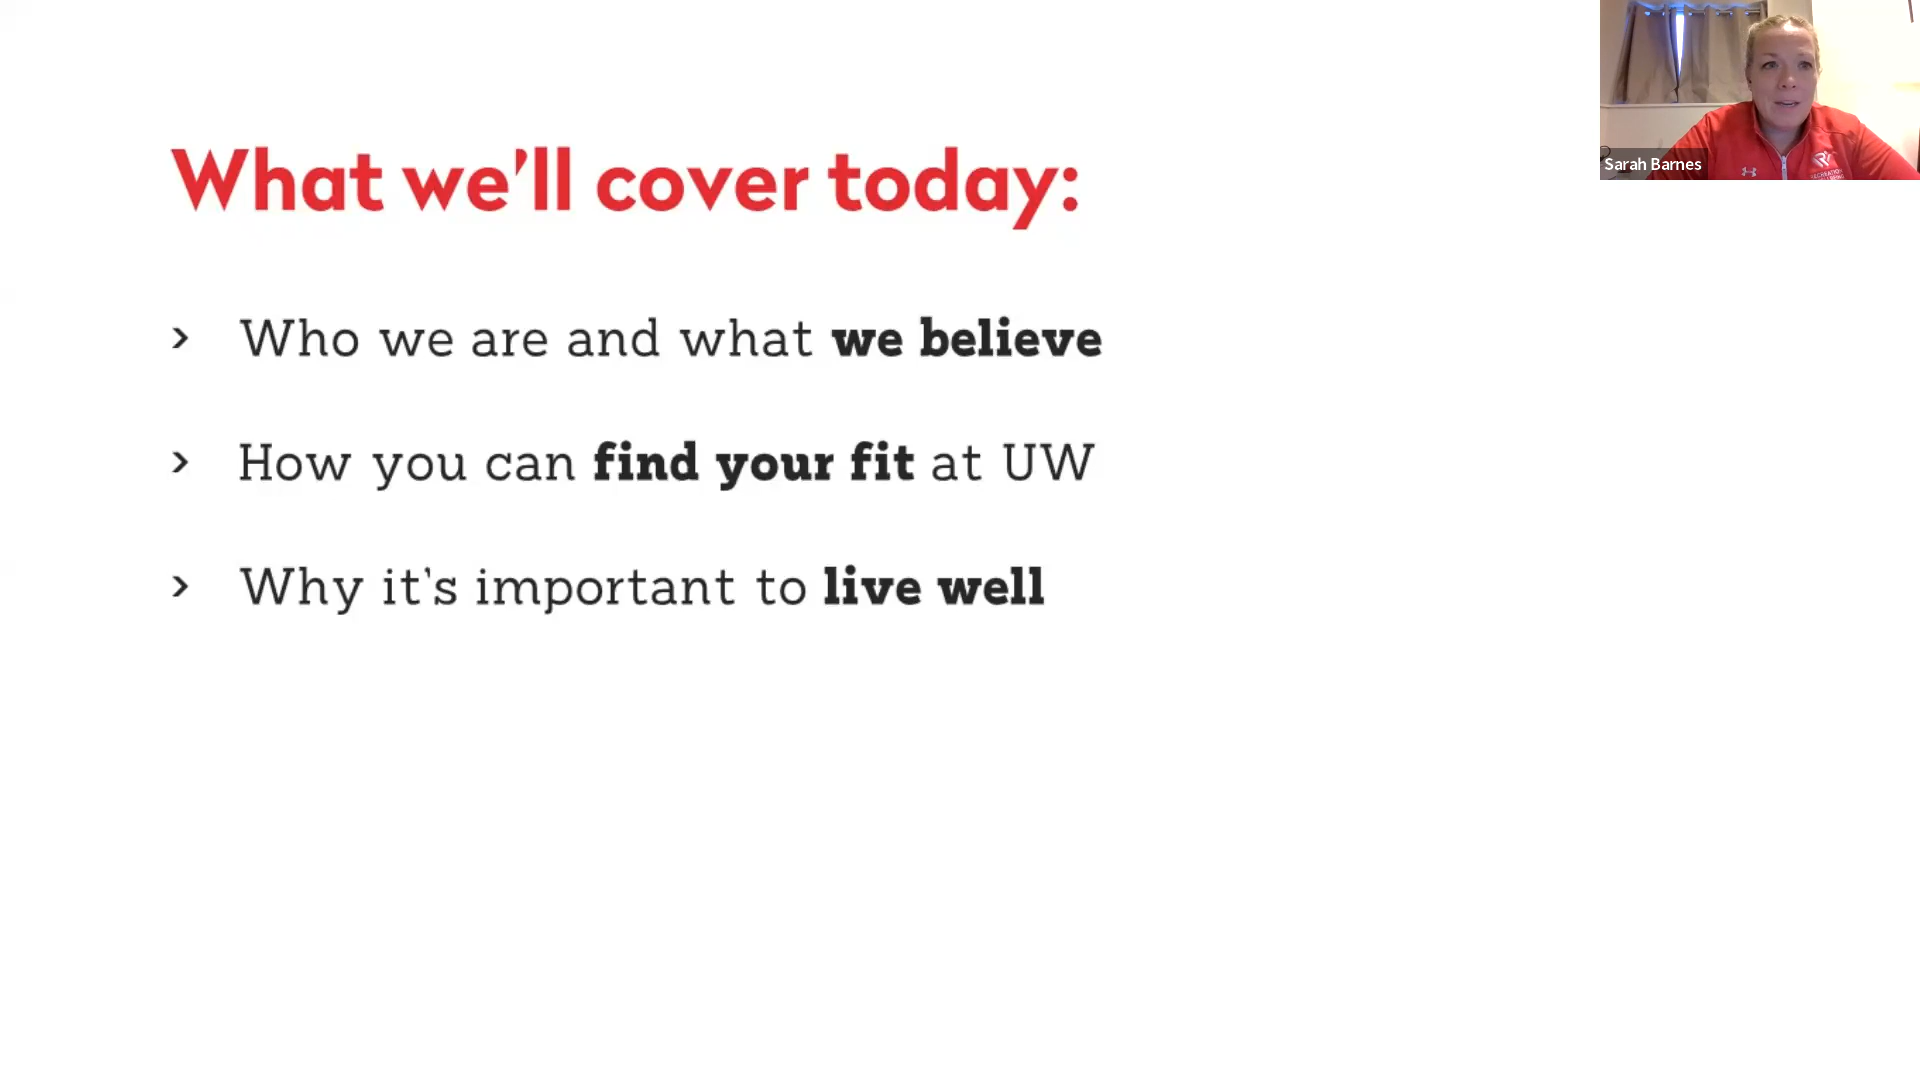 What we'll cover today:
› Who we are and what we believe
› How you can find your fit at UW
› Why it's important to live well
Sarah Barnes